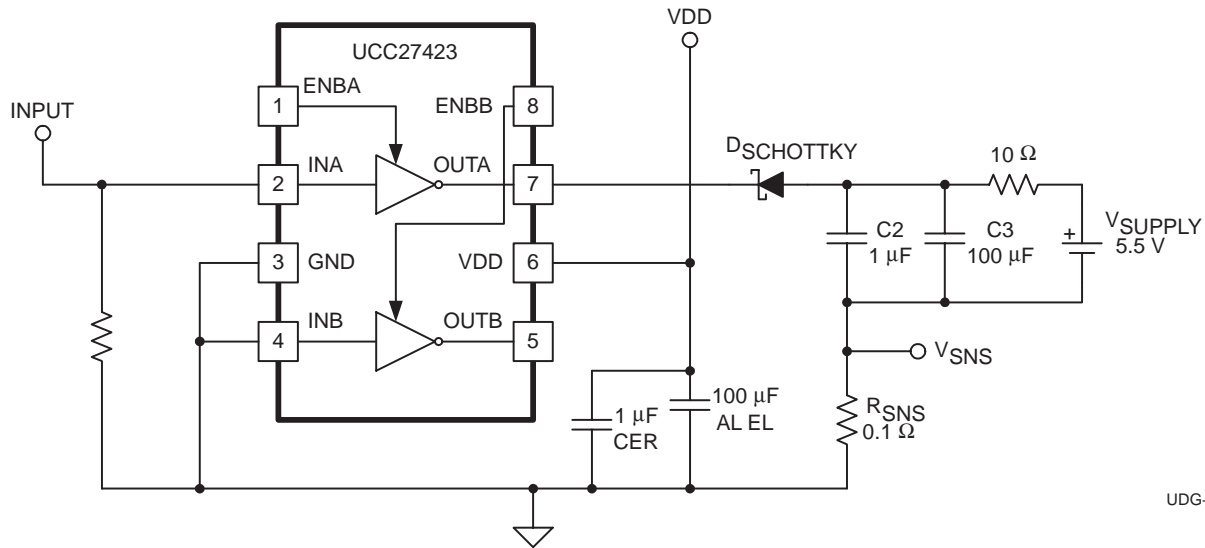 VDD
UCC27423
INPUT
ENBA
ENBB
1
8
INA
OUTA
2
7
DSCHOTTKY
10 Ω
C2
1 μF
C3
100 μF
+
VSUPPLY
5.5 V
3
GND
VDD
6
4
INB
OUTB
5
VSNS
1 μF
CER
100 μF
AL EL
RSNS
0.1 Ω
UDG-